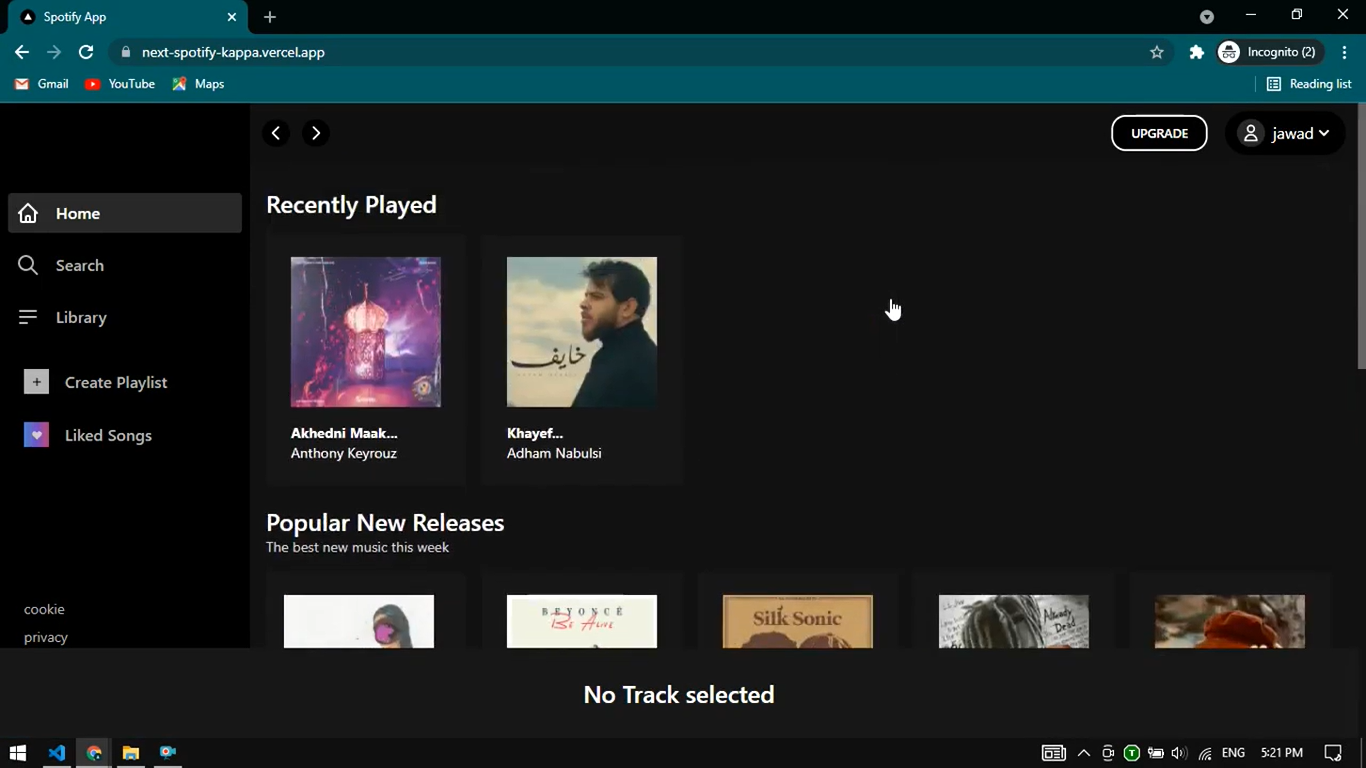 Spotify App
next-spotify-kappa.vercel.app
Incognito (2)
Gmail
YouTube
Maps
Reading list
UPGRADE
jawad
Home
Search
Library
Create Playlist
Liked Songs
cookie
privacy
Recently Played
خايف
Akhedni Maak...
Anthony Keyrouz
Khayef...
Adham Nabulsi
Popular New Releases
The best new music this week
BEYONCÉ
Be Alive
Silk Sonic
Already
Dead
No Track selected
ENG
5:21 PM